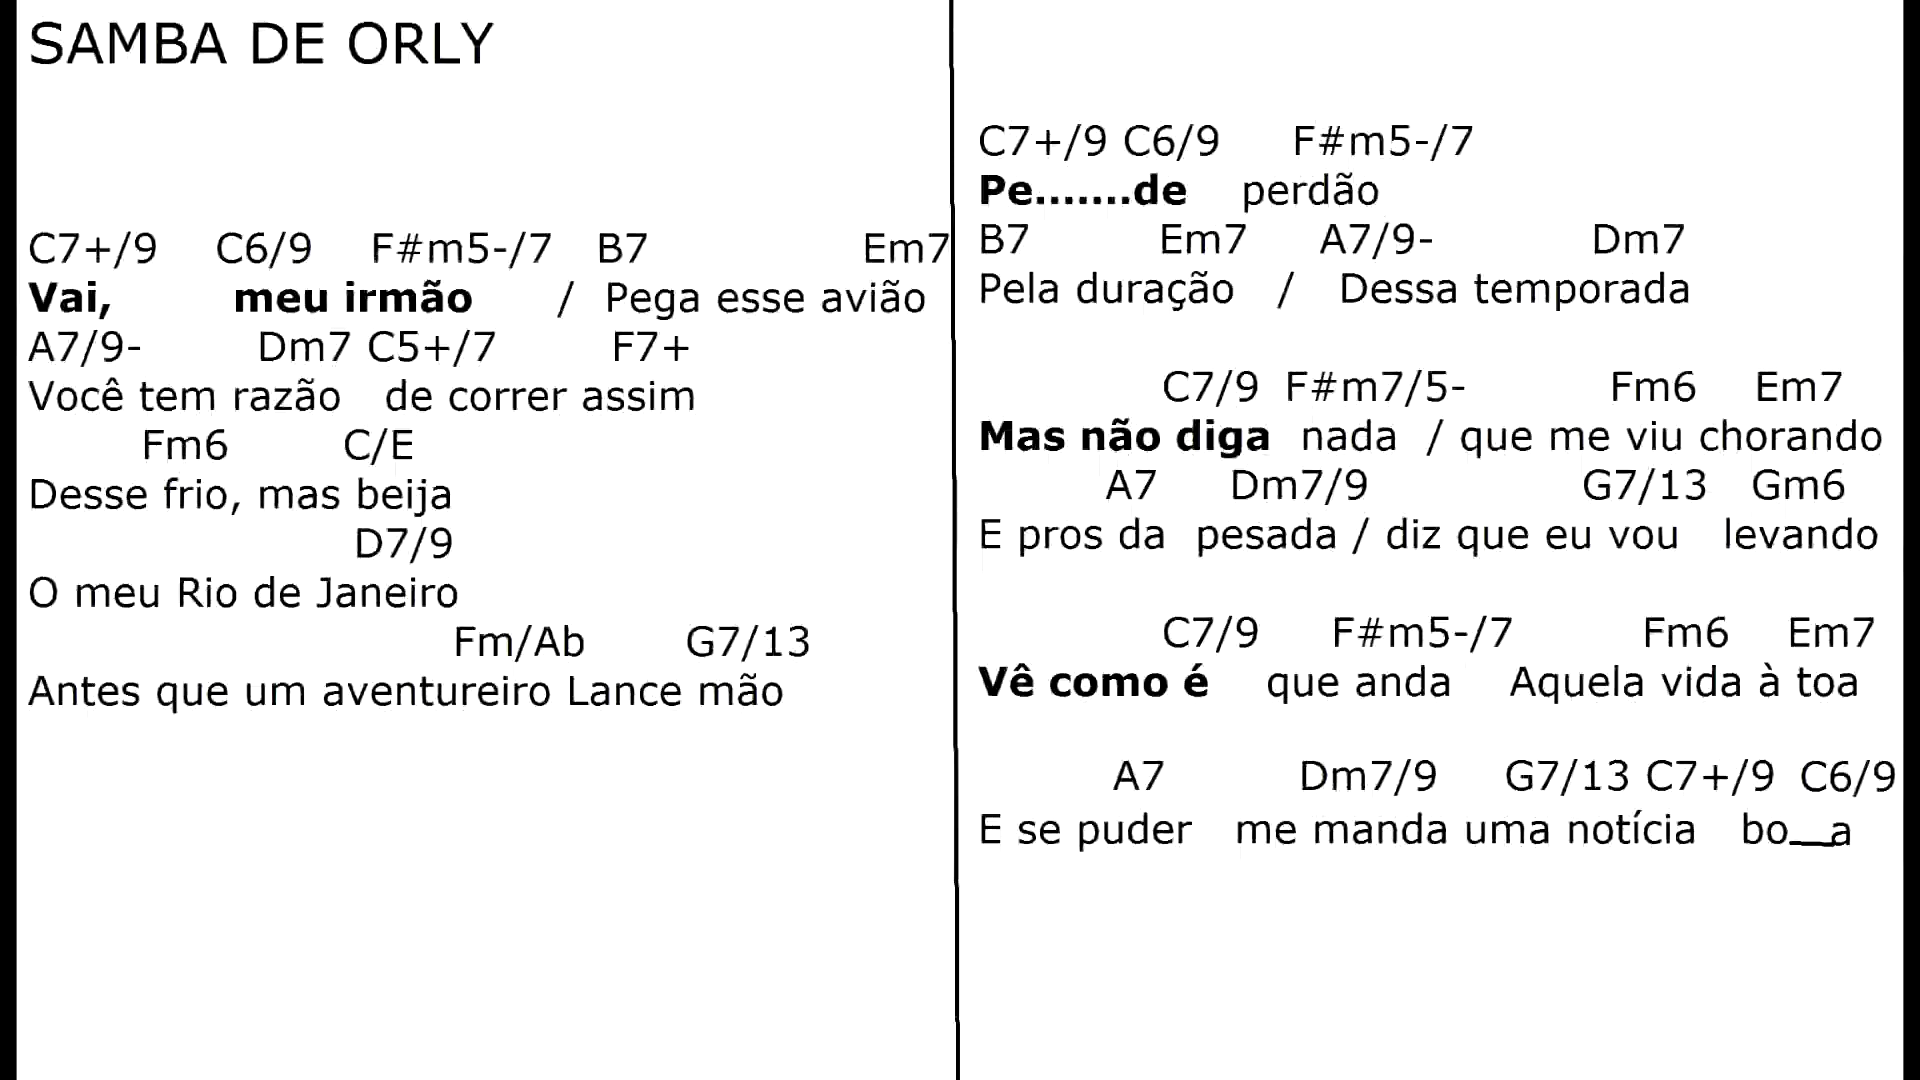 SAMBA DE ORLY
C7+/9 C6/9 F#m5-/7 B7 Em7
Vai, meu irmão / Pega esse avião
A7/9- Dm7 C5+/7 F7+
Você tem razão de correr assim
Fm6 C/E
Desse frio, mas beija
D7/9
O meu Rio de Janeiro
Fm/Ab G7/13
Antes que um aventureiro Lance mão
C7+/9 C6/9 F#m5-/7
Pe.......de perdão
B7 Em7 A7/9- Dm7
Pela duração / Dessa temporada
C7/9 F#m7/5- Fm6 Em7
Mas não diga nada / que me viu chorando
A7 Dm7/9 G7/13 Gm6
E pros da pesada / diz que eu vou levando
C7/9 F#m5-/7 Fm6 Em7
Vê como é que anda Aquela vida à toa
A7 Dm7/9 G7/13 C7+/9 C6/9
E se puder me manda uma notícia bo__a